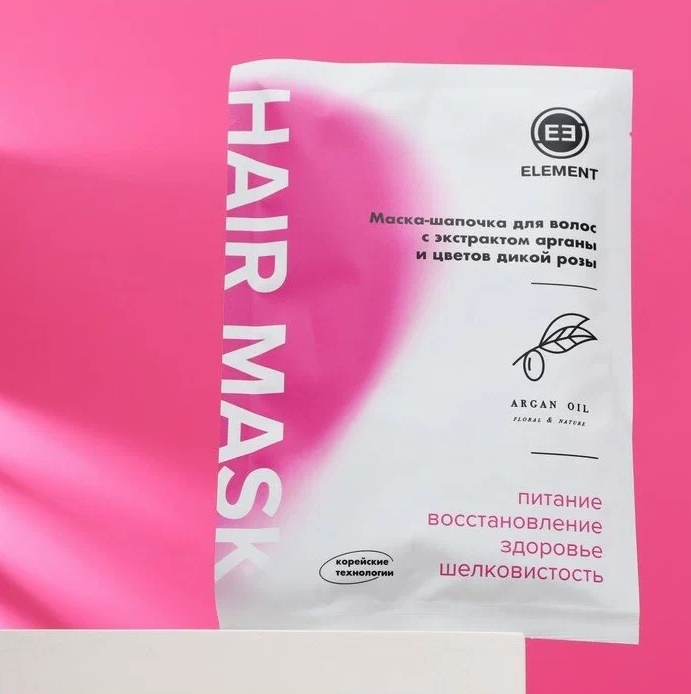 HAIR MASK
EE
ELEMENT
Маска-шапочка для волос
с экстрактом арганы
и цветов дикой розы
ARGAN OIL
FLORAL & NATURE
питание
восстановление
здоровье
шелковистость
корейские
технологии